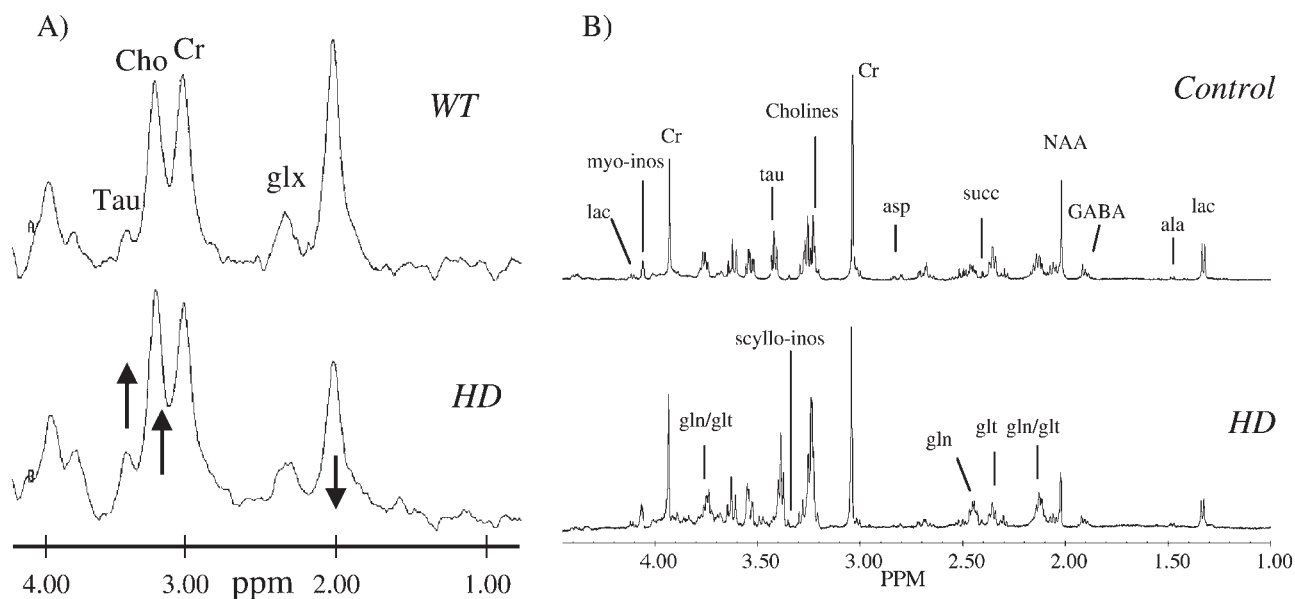 A)
Cho Cr
WT
Tau
glx
HD
4.00 3.00 ppm 2.00 1.00
B)
Control
Cr
Cholines
Cr
NAA
myo-inos
tau
succ
lac
asp
GABA
lac
ala
scyllo-inos
HD
gln/glt
gln
glt
gln/glt
4.00 3.50 3.00 2.50 2.00 1.50 1.00
PPM